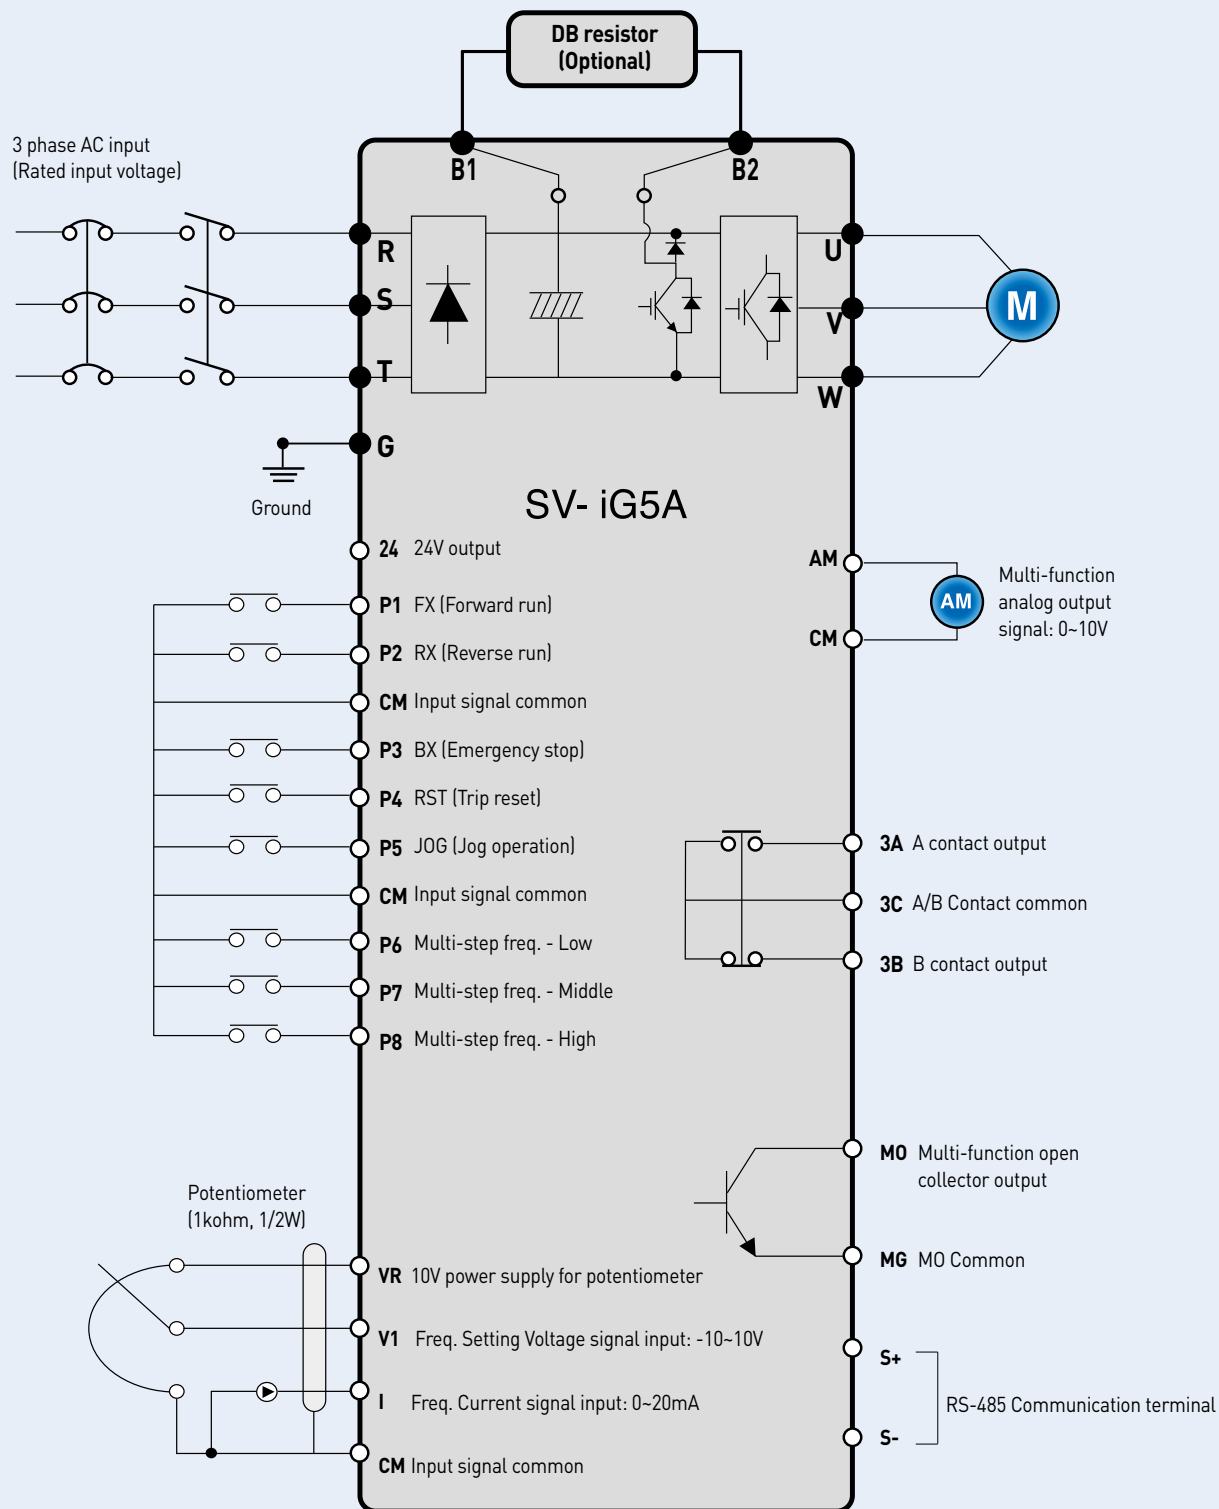 DB resistor
(Optional)
3 phase AC input
(Rated input voltage)
B1
B2
R
U
S
M
V
T
W
G
Ground
SV- iG5A
24 24V output
AM
AM
Multi-function
analog output
signal: 0~10V
CM
P1 FX (Forward run)
P2 RX (Reverse run)
CM Input signal common
P3 BX (Emergency stop)
P4 RST (Trip reset)
P5 JOG (Jog operation)
CM Input signal common
P6 Multi-step freq. - Low
P7 Multi-step freq. - Middle
P8 Multi-step freq. - High
3A A contact output
3C A/B Contact common
3B B contact output
MO Multi-function open
collector output
MG MO Common
Potentiometer
(1kohm, 1/2W)
VR 10V power supply for potentiometer
V1 Freq. Setting Voltage signal input: -10~10V
I Freq. Current signal input: 0~20mA
CM Input signal common
S+
RS-485 Communication terminal
S-